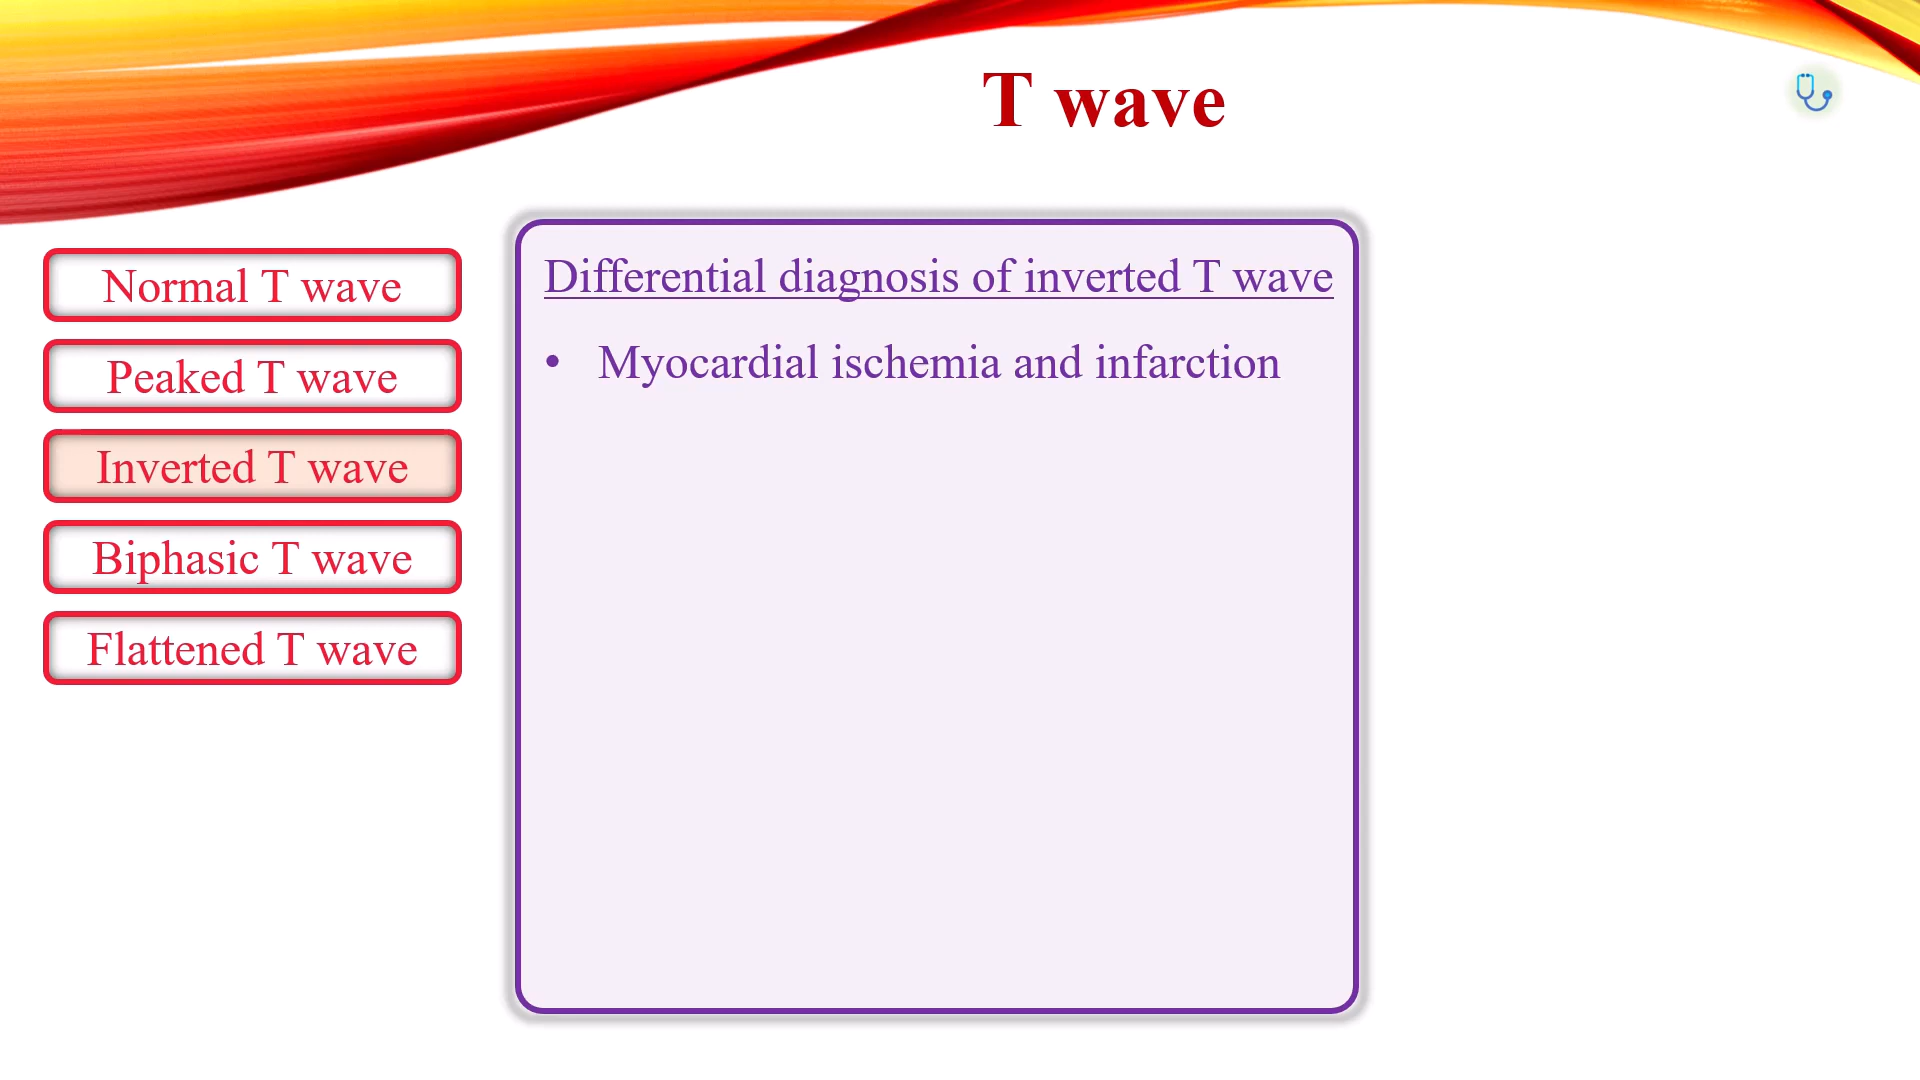 T wave
Normal T wave
Peaked T wave
Inverted T wave
Biphasic T wave
Flattened T wave
Differential diagnosis of inverted T wave
• Myocardial ischemia and infarction